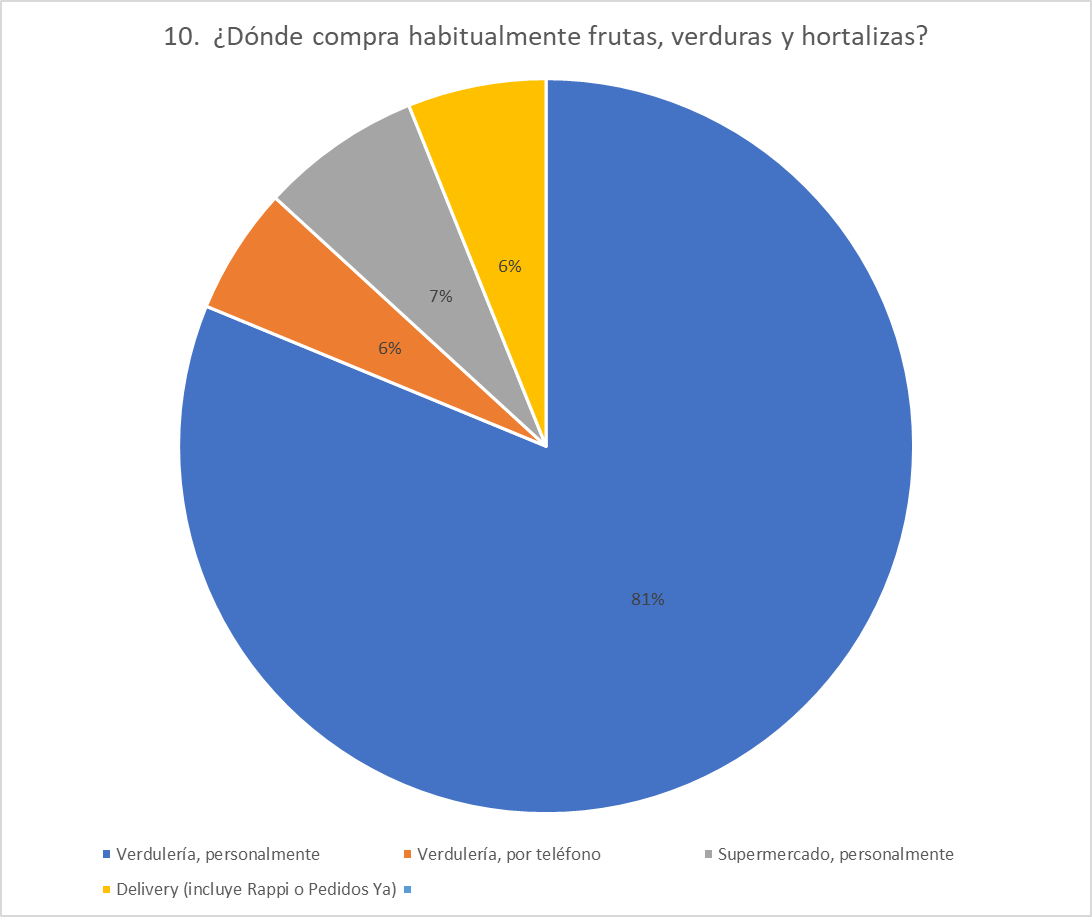 10.  ¿Dónde compra habitualmente frutas, verduras y hortalizas?
6%
7%
6%
81%
Verdulería, personalmente
Verdulería, por teléfono
Supermercado, personalmente
Delivery (incluye Rappi o Pedidos Ya)